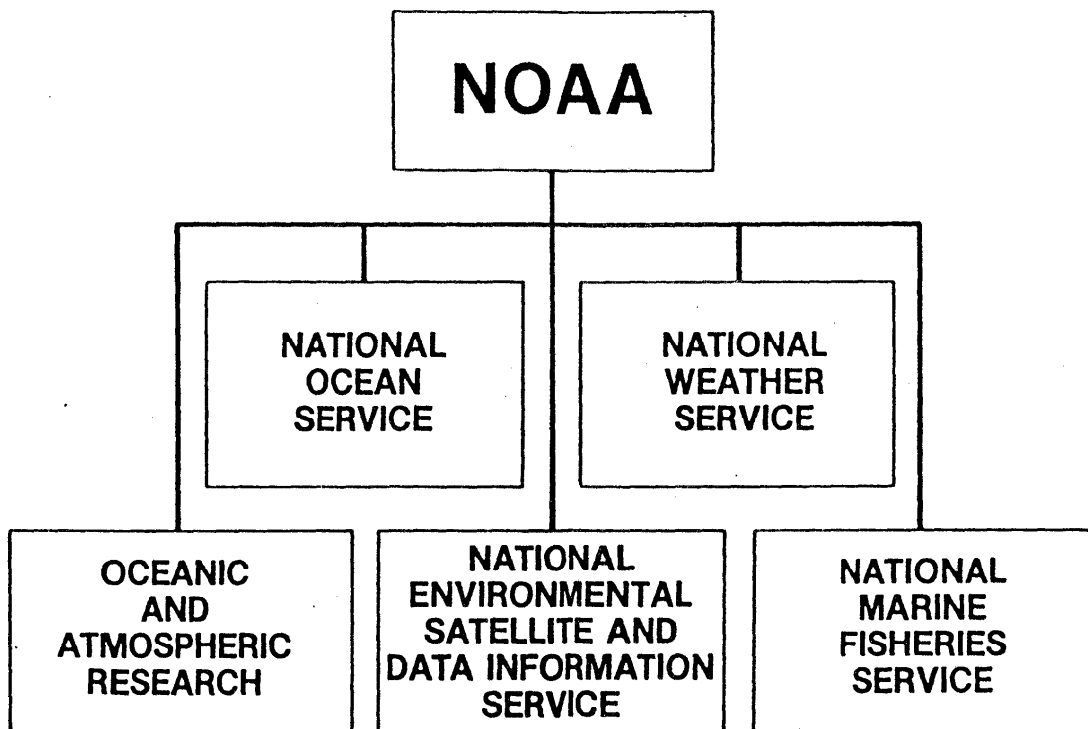 NOAA
NATIONAL
OCEAN
SERVICE
NATIONAL
WEATHER
SERVICE
OCEANIC
AND
ATMOSPHERIC
RESEARCH
NATIONAL
ENVIRONMENTAL
SATELLITE AND
DATA INFORMATION
SERVICE
NATIONAL
MARINE
FISHERIES
SERVICE